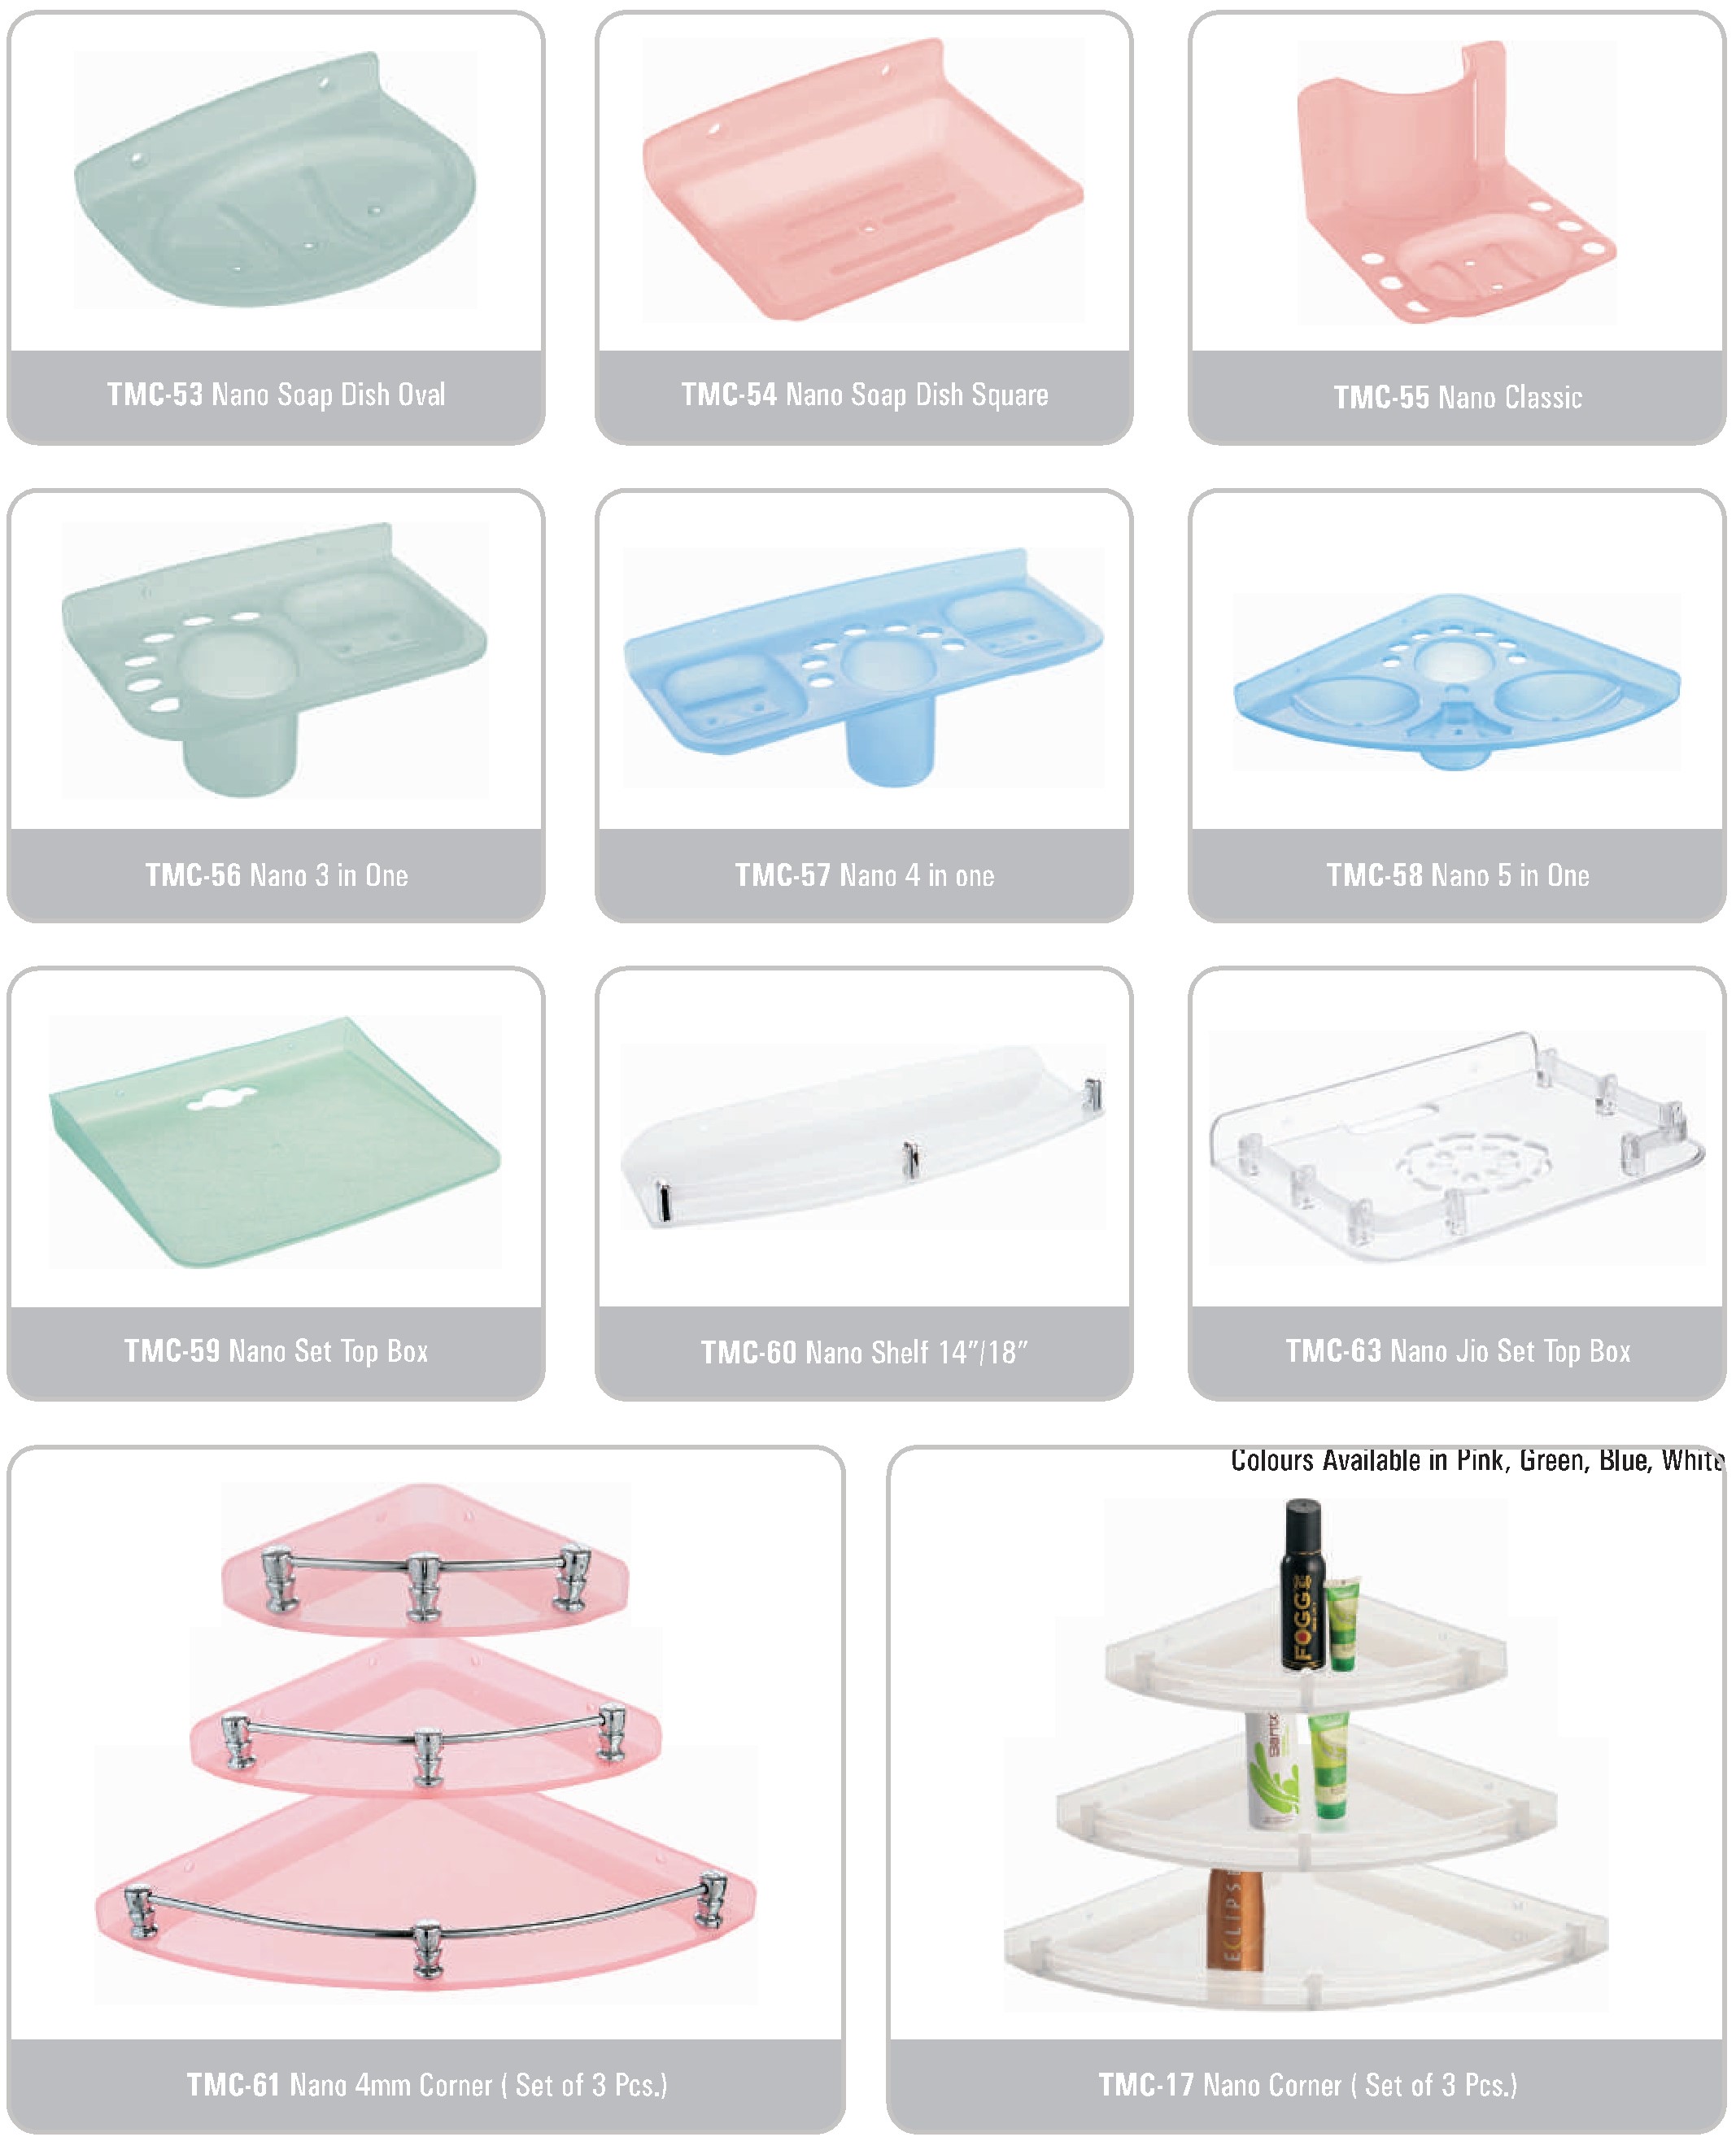 TMC-53 Nano Soap Dish Oval
TMC-54 Nano Soap Dish Square
TMC-55 Nano Classic
TMC-56 Nano 3 in One
TMC-57 Nano 4 in one
TMC-58 Nano 5 in One
TMC-59 Nano Set Top Box
TMC-60 Nano Shelf 14”/18”
TMC-63 Nano Jio Set Top Box
Colours Available in Pink, Green, Blue, White
FOGG
ECLIPSE
TMC-61 Nano 4mm Corner ( Set of 3 Pcs.)
TMC-17 Nano Corner ( Set of 3 Pcs.)